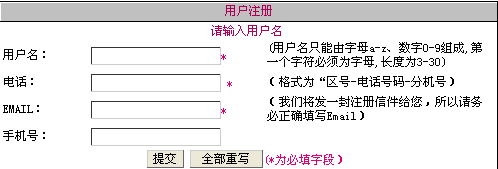 用户注册
请输入用户名
用户名： * (用户名只能由字母a-z、数字0-9组成,第
一个字符必须为字母,长度为3-30)
电话： * (格式为“区号-电话号码-分机号)
EMAIL： * (我们将发一封注册信件给您，所以请务
必正确填写Email)
手机号：
提交 全部重写 (*为必填字段)